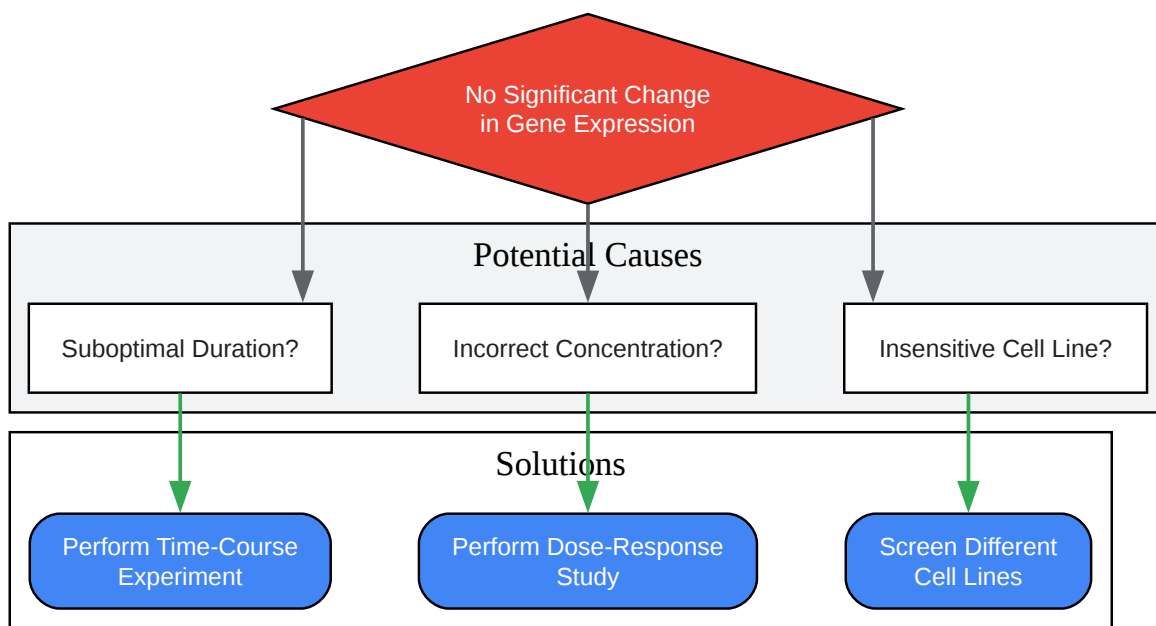 No Significant Change
in Gene Expression
Potential Causes
Suboptimal Duration?
Incorrect Concentration?
Insensitive Cell Line?
Solutions
Perform Time-Course
Experiment
Perform Dose-Response
Study
Screen Different
Cell Lines